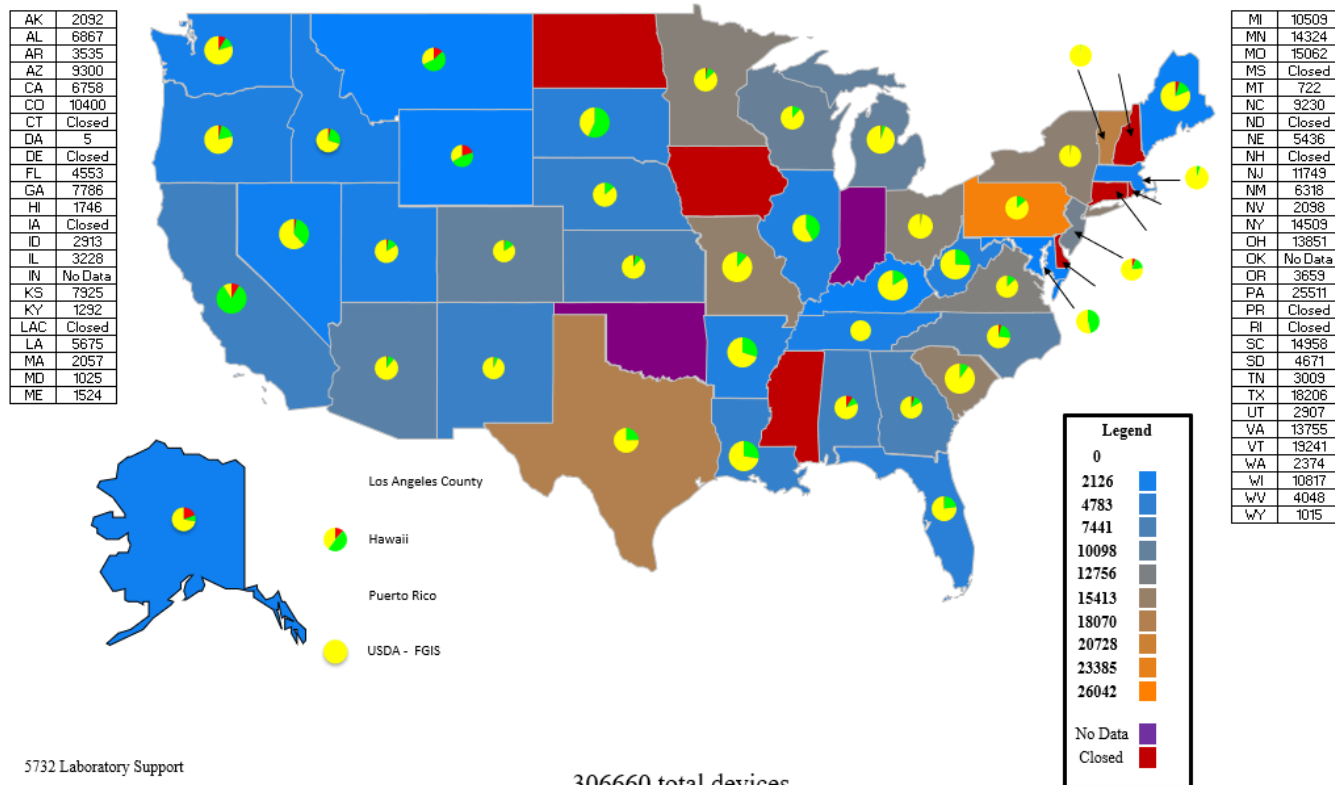 AK 2092
AL 6867
AR 3535
AZ 9300
CA 6758
CO 10400
CT Closed
DA 5
DE Closed
FL 4553
GA 7786
HI 1746
IA Closed
ID 2913
IL 3228
IN No Data
KS 7925
KY 1292
LAC Closed
LA 5675
MA 2057
MD 1025
ME 1524
MI 10509
MN 14324
MO 15062
MS Closed
MT 722
NC 9230
ND Closed
NE 5436
NH Closed
NJ 11749
NM 6318
NV 2098
NY 14509
OH 13851
OK No Data
OR 3659
PA 25511
PR Closed
RI Closed
SC 14958
SD 4671
TN 3009
TX 18206
UT 2907
VA 13755
VT 19241
WA 2374
WI 10817
WV 4048
WY 1015
Los Angeles County
Hawaii
Puerto Rico
USDA - FGIS
Legend
0
2126
4783
7441
10098
12756
15413
18070
20728
23385
26042
No Data
Closed
5732 Laboratory Support
306660 total devices